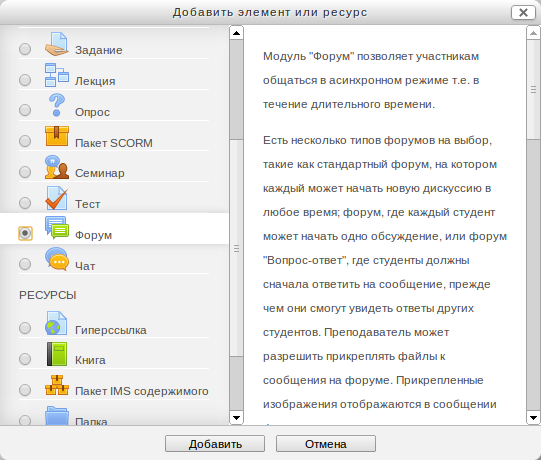 Добавить элемент или ресурс
Задание
Лекция
Опрос
Пакет SCORM
Семинар
Тест
Форум
Чат
РЕСУРСЫ
Гиперссылка
Книга
Пакет IMS содержимого
Папка
Модуль "Форум" позволяет участникам
общаться в асинхронном режиме т.е. в
течение длительного времени.
Есть несколько типов форумов на выбор,
такие как стандартный форум, на котором
каждый может начать новую дискуссию в
любое время; форум, где каждый студент
может начать одно обсуждение, или форум
"Вопрос-ответ", где студенты должны
сначала ответить на сообщение, прежде
чем они смогут увидеть ответы других
студентов. Преподаватель может
разрешить прикреплять файлы к
сообщения на форуме. Прикрепленные
изображения отображаются в сообщении
Добавить
Отмена